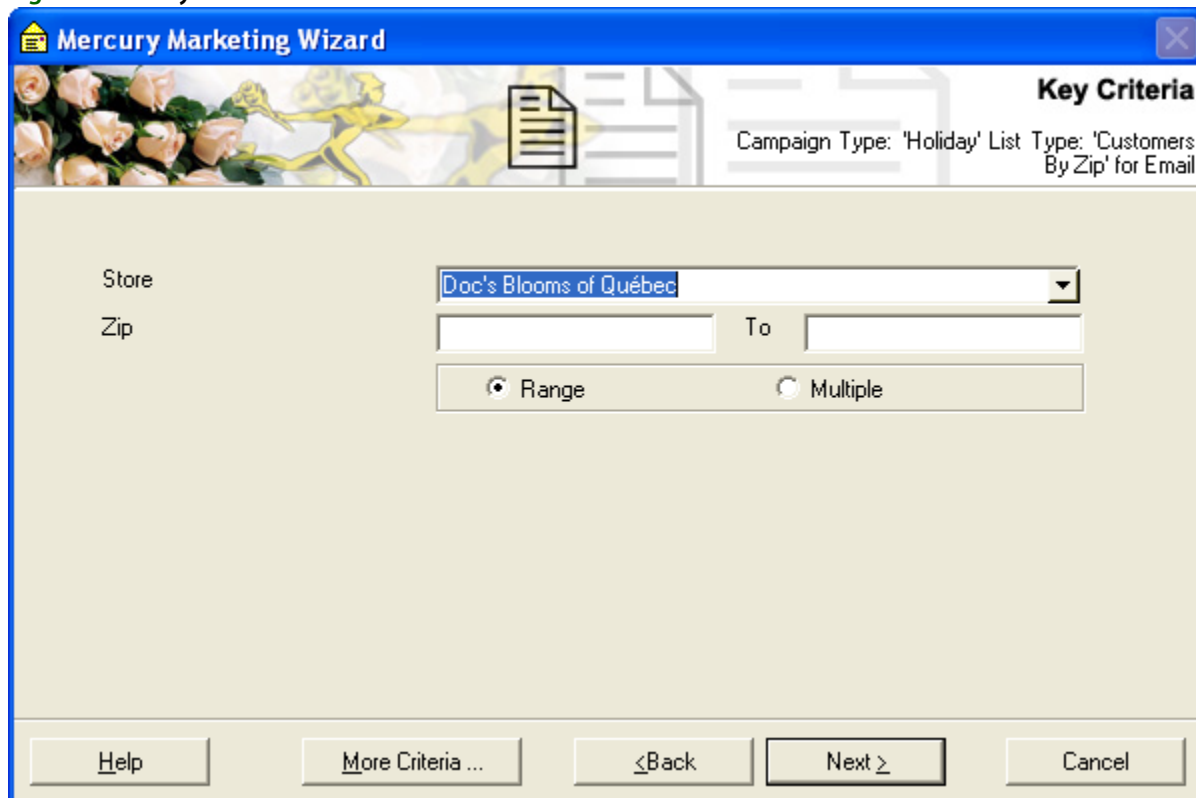 Mercury Marketing Wizard
Key Criteria
Campaign Type: 'Holiday' List Type: 'Customers
By Zip' for Email
Store
Doc's Blooms of Québec
Zip
To
Range
Multiple
Help
More Criteria ...
<Back
Next >
Cancel